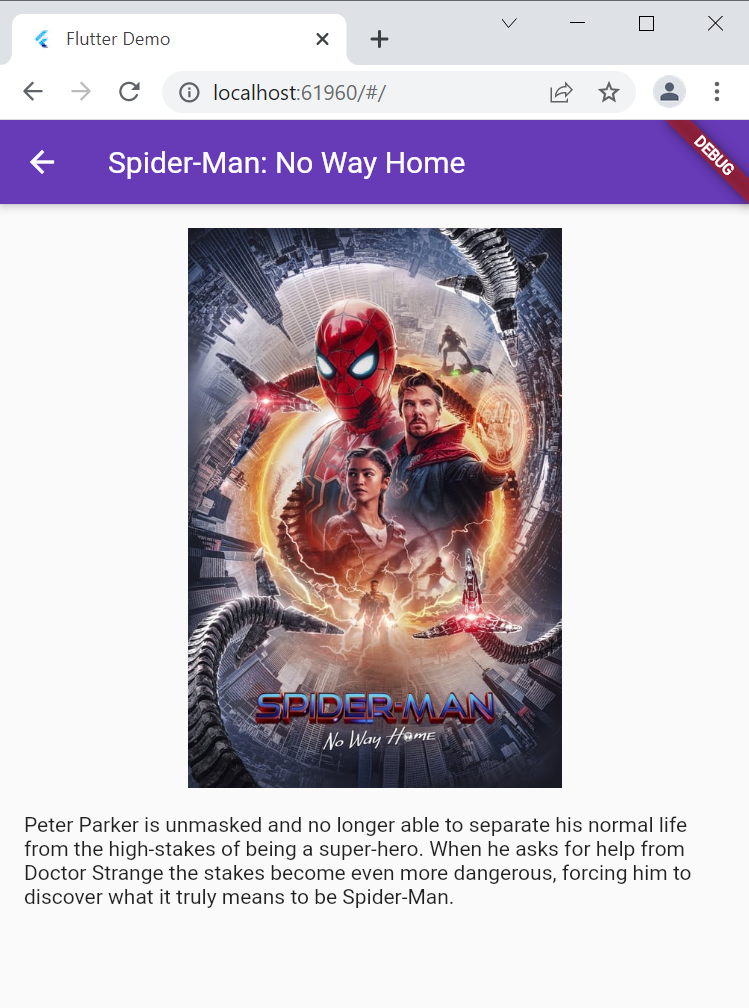 Flutter Demo
localhost:61960/#/
Spider-Man: No Way Home
DEBUG
SPIDER-MAN
No Way Home
Peter Parker is unmasked and no longer able to separate his normal life
from the high-stakes of being a super-hero. When he asks for help from
Doctor Strange the stakes become even more dangerous, forcing him to
discover what it truly means to be Spider-Man.